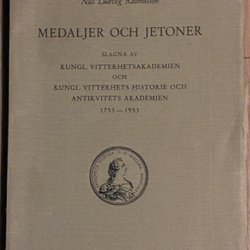 Nils Ludvig Rasmusson
MEDALJER OCH JETONER
SLAGNA AV
KUNGL. VITTERHETSAKADEMIEN
OCH
KUNGL. VITTERHETS HISTORIE OCH
ANTIKVITETS AKADEMIEN
1753—1953